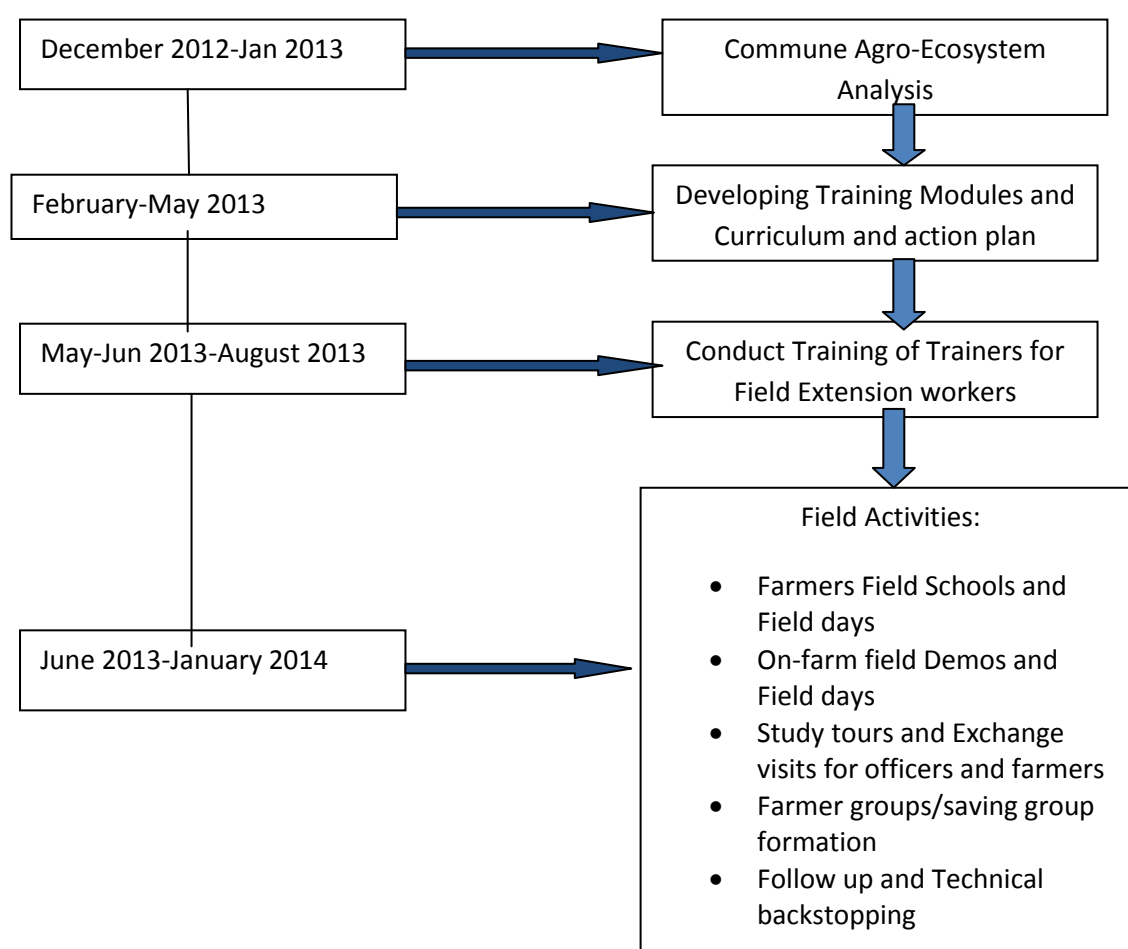 December 2012-Jan 2013
Commune Agro-Ecosystem
Analysis
February-May 2013
Developing Training Modules and
Curriculum and action plan
May-Jun 2013-August 2013
Conduct Training of Trainers for
Field Extension workers
June 2013-January 2014
Field Activities:
• Farmers Field Schools and
Field days
• On-farm field Demos and
Field days
• Study tours and Exchange
visits for officers and farmers
• Farmer groups/saving group
formation
• Follow up and Technical
backstopping